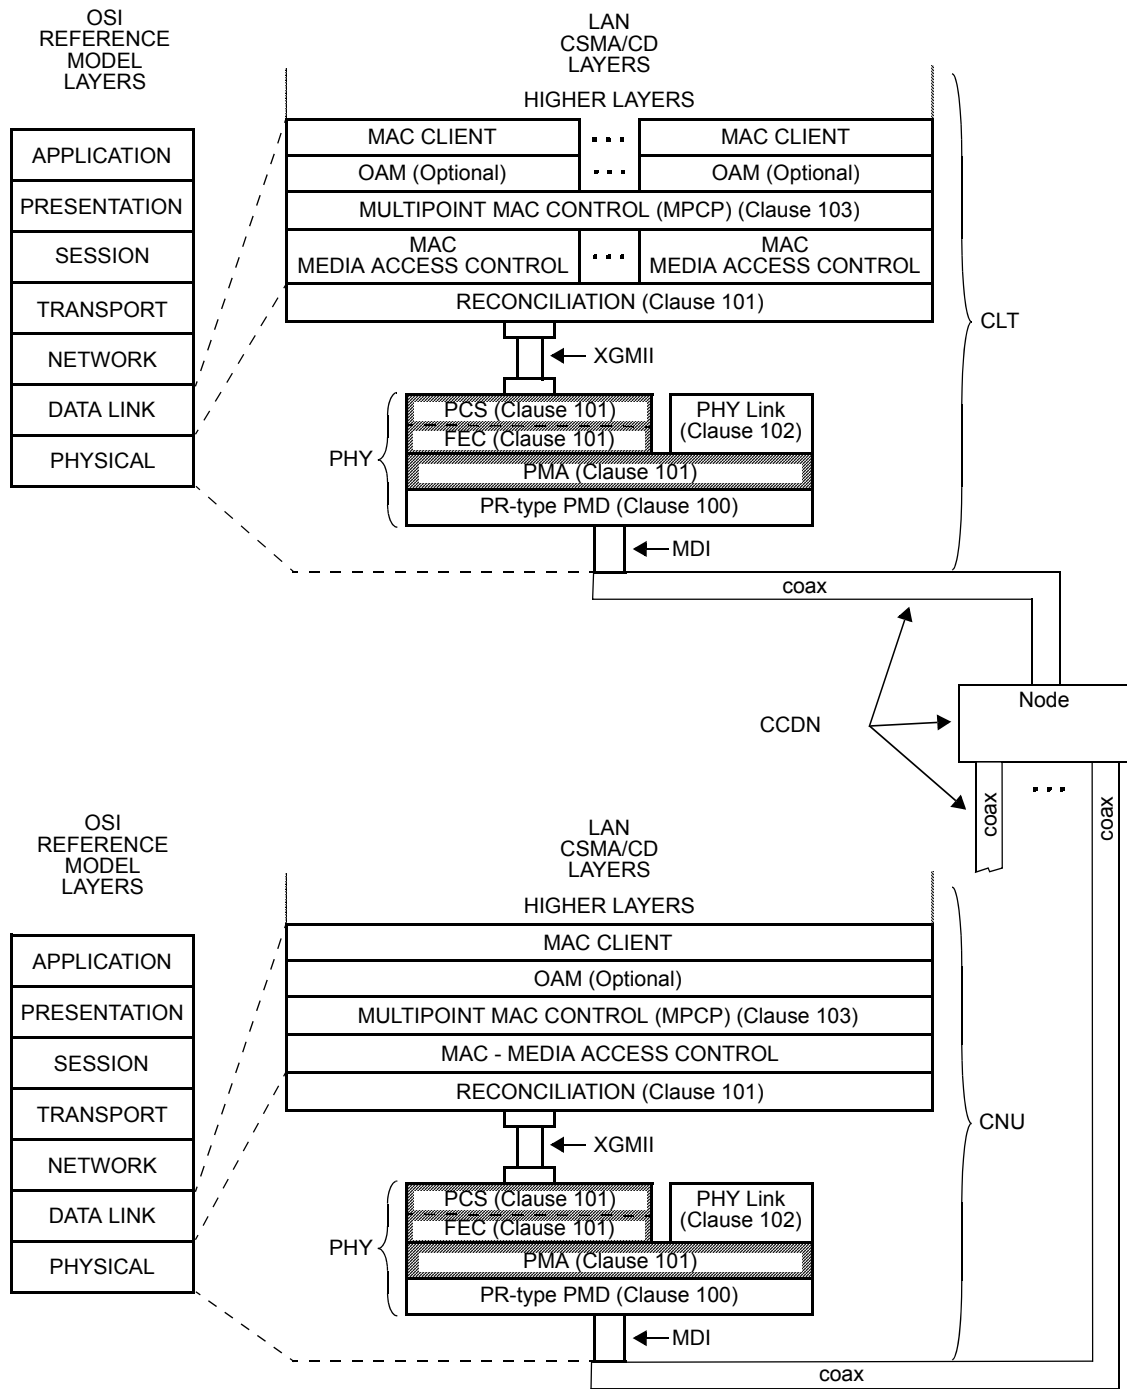 OSI
REFERENCE
MODEL
LAYERS
LAN
CSMA/CD
LAYERS
HIGHER LAYERS
APPLICATION
PRESENTATION
SESSION
TRANSPORT
NETWORK
DATA LINK
PHYSICAL
MAC CLIENT
...
MAC CLIENT
OAM (Optional)
...
OAM (Optional)
MULTIPOINT MAC CONTROL (MPCP) (Clause 103)
MAC
MEDIA ACCESS CONTROL
...
MAC
MEDIA ACCESS CONTROL
RECONCILIATION (Clause 101)
CLT
XGMII
PHY
PCS (Clause 101)
FEC (Clause 101)
PHY Link
(Clause 102)
PMA (Clause 101)
PR-type PMD (Clause 100)
MDI
coax
Node
CCDN
coax
...
coax
OSI
REFERENCE
MODEL
LAYERS
LAN
CSMA/CD
LAYERS
HIGHER LAYERS
APPLICATION
PRESENTATION
SESSION
TRANSPORT
NETWORK
DATA LINK
PHYSICAL
MAC CLIENT
OAM (Optional)
MULTIPOINT MAC CONTROL (MPCP) (Clause 103)
MAC - MEDIA ACCESS CONTROL
RECONCILIATION (Clause 101)
CNU
XGMII
PHY
PCS (Clause 101)
FEC (Clause 101)
PHY Link
(Clause 102)
PMA (Clause 101)
PR-type PMD (Clause 100)
MDI
coax